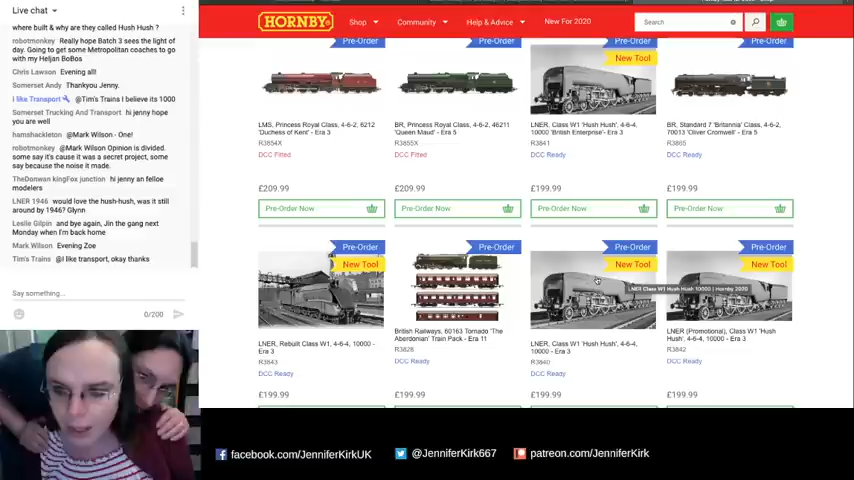 Live chat
where built & why are they called Hush Hush ?
robotmonkey Really hope Batch 3 sees the light of
day. Going to get some Metropolitan coaches to go
with my Heljan BoBos
Chris Lawson Evening all!
Somerset Andy Thankyou Jenny.
I like Transport @Tim's Trains I believe its 1000
Somerset Trucking And Transport hi jenny hope
you are well
hamshackleton @Mark Wilson - One!
robotmonkey @Mark Wilson Opinion is divided.
some say it's cause it was a secret project, some
say because the noise it made.
TheDonwan kingFox junction hi jenny an felloe
modelers
LNER 1946 would love the hush-hush, was it still
around by 1946? Glynn
Leslie Gilpin and bye again, Jin the gang next
Monday when I'm back home
Mark Wilson Evening Zoe
Tim's Trains @I like transport, okay thanks
Say something...
0/200
HORNBY
Shop
Community
Help & Advice
New For 2020
Search
Pre-Order
Pre-Order
Pre-Order
New Tool
Pre-Order
LMS, Princess Royal Class, 4-6-2, 6212
'Duchess of Kent' - Era 3
R3854X
DCC Fitted
£209.99
Pre-Order Now
BR, Princess Royal Class, 4-6-2, 46211
'Queen Maud' - Era 5
R3855X
DCC Fitted
£209.99
Pre-Order Now
LNER, Class W1 'Hush Hush', 4-6-4,
10000 'British Enterprise'- Era 3
R3841
DCC Ready
£199.99
Pre-Order Now
BR, Standard 7 'Britannia' Class, 4-6-2,
70013 'Oliver Cromwell' - Era 5
R3865
DCC Ready
£199.99
Pre-Order Now
Pre-Order
New Tool
Pre-Order
Pre-Order
New Tool
Pre-Order
New Tool
LNER Class W1 Hush Hush 10000 | Hornby 2020
LNER, Rebuilt Class W1, 4-6-4, 10000 -
Era 3
R3843
DCC Ready
£199.99
British Railways, 60163 Tornado 'The
Aberdonian' Train Pack - Era 11
R3828
DCC Ready
£199.99
LNER, Class W1 'Hush Hush', 4-6-4,
10000 - Era 3
R3840
DCC Ready
£199.99
LNER (Promotional), Class W1 'Hush
Hush', 4-6-4, 10000 - Era 3
R3842
DCC Ready
£199.99
facebook.com/JenniferKirkUK
@JenniferKirk667
patreon.com/JenniferKirk